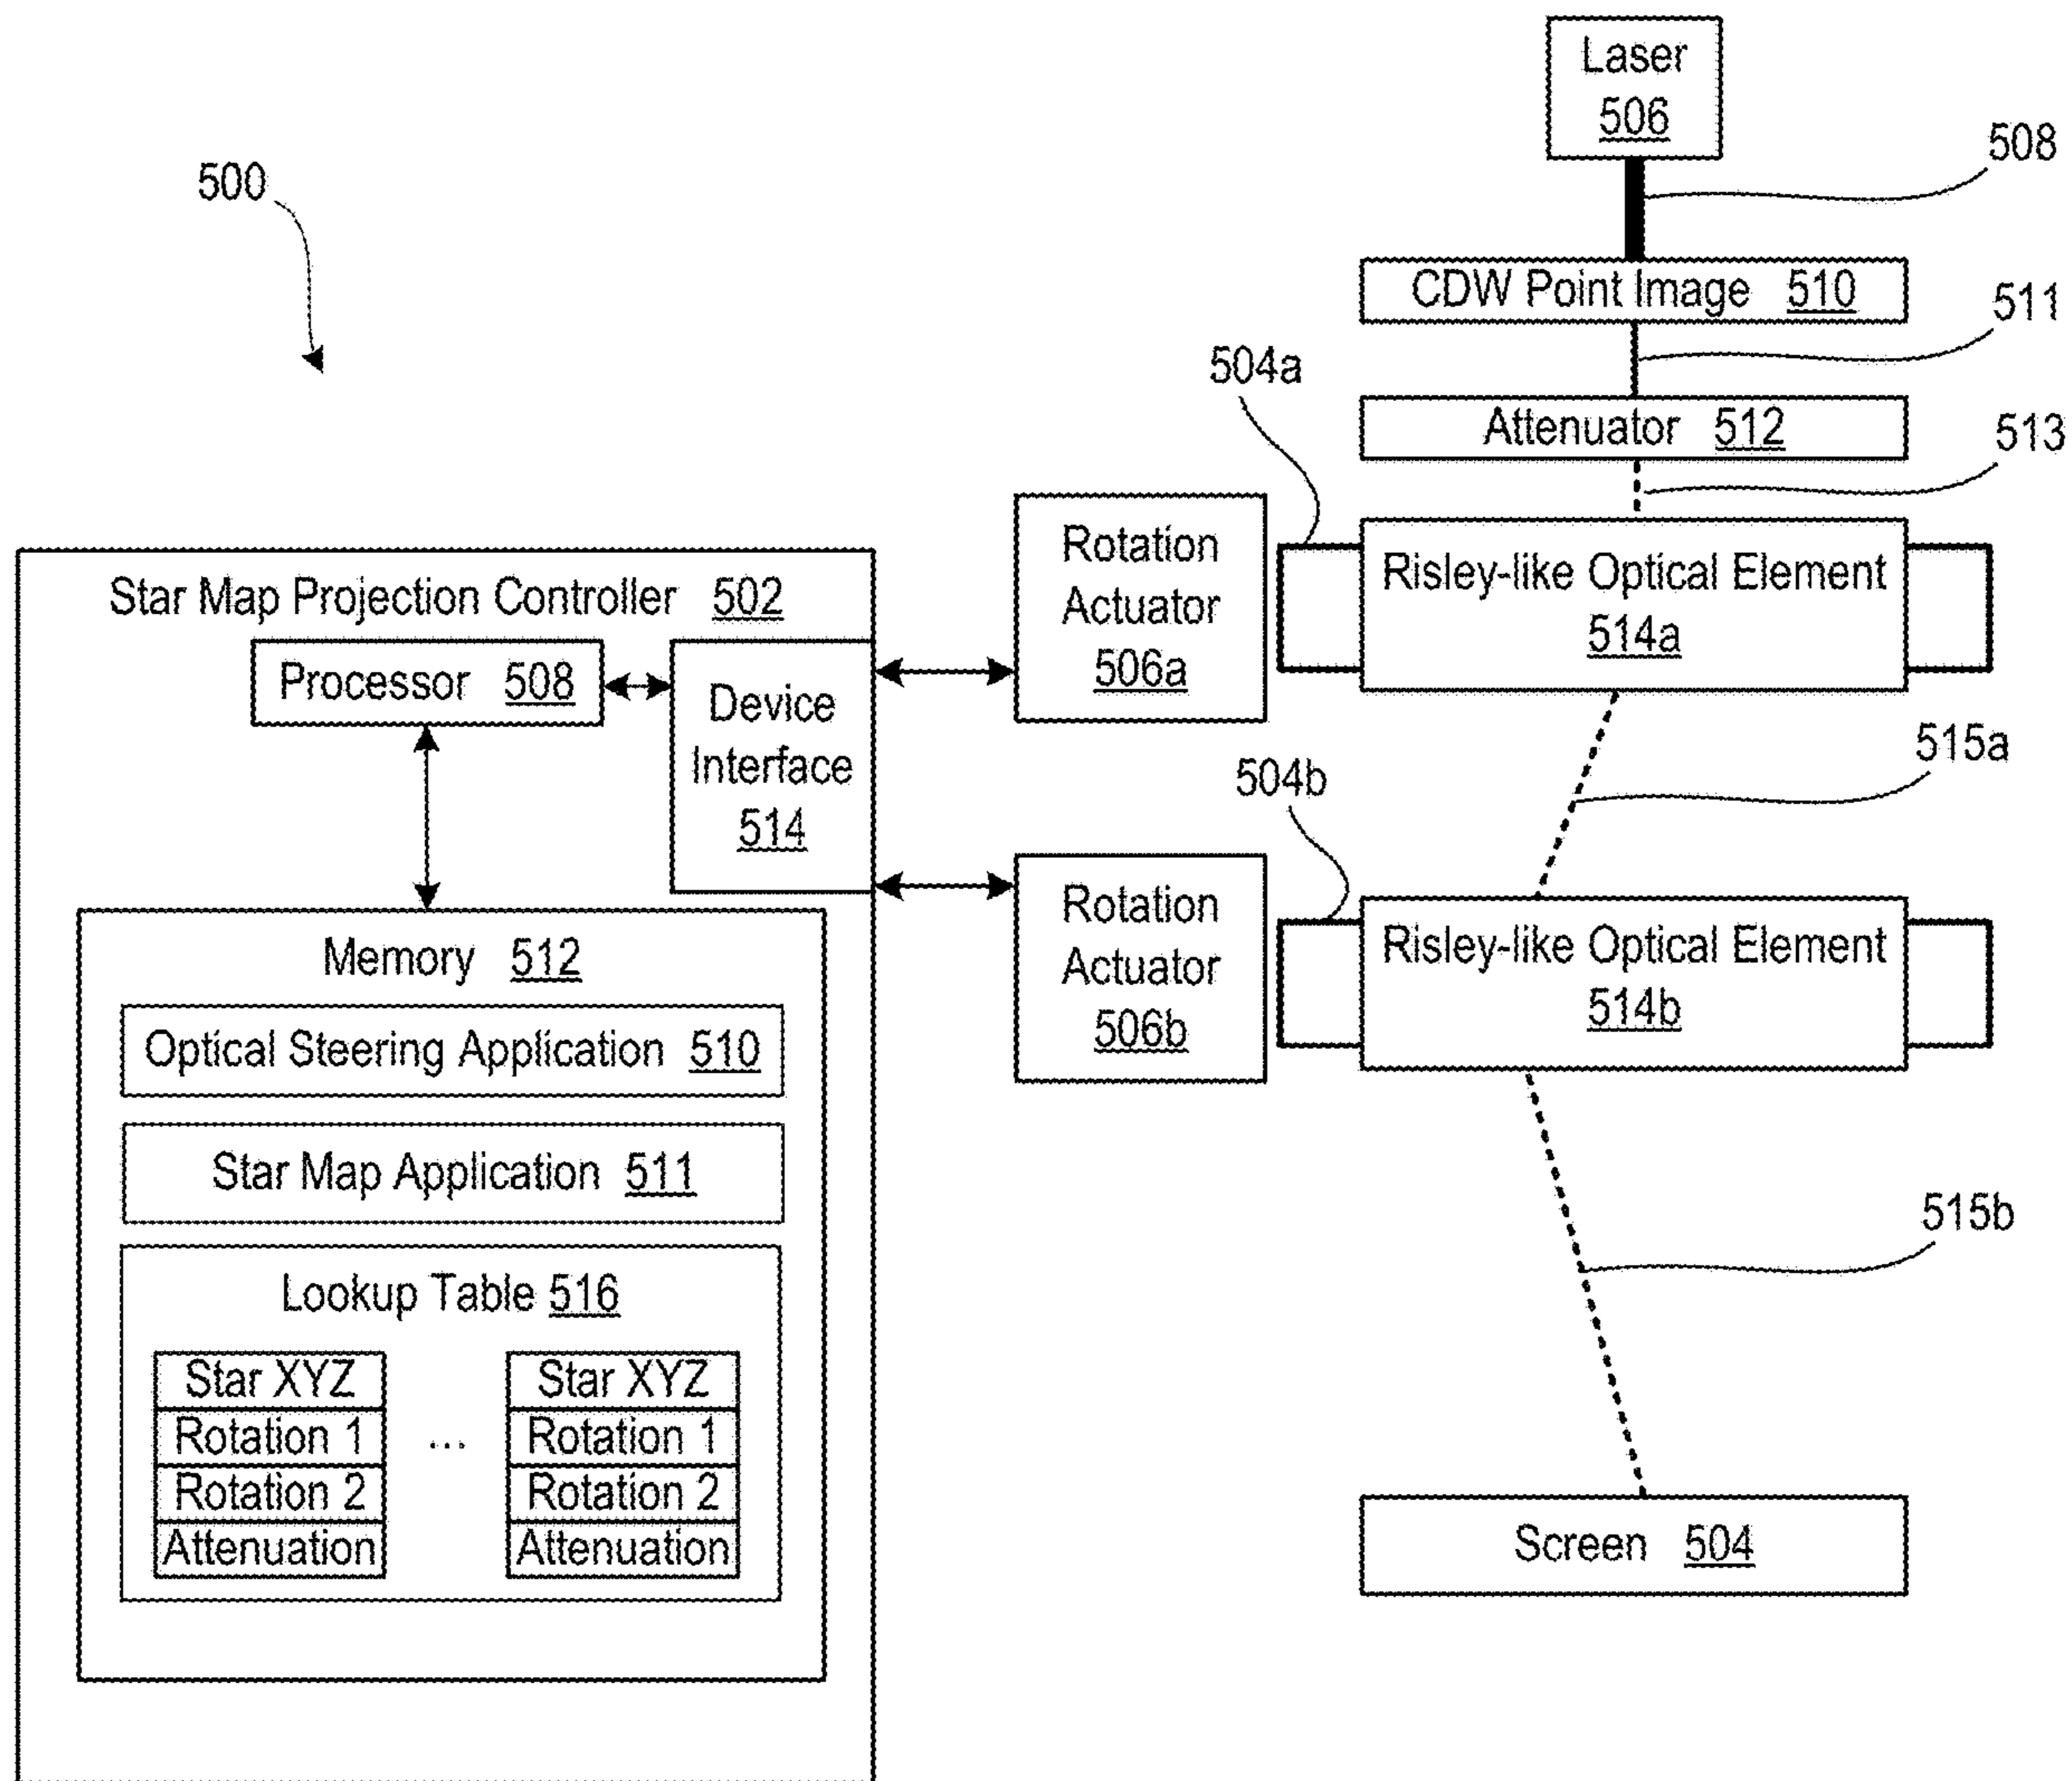 500
Laser
506
508
CDW Point Image 510
511
Attenuator 512
513
504a
Rotation
Actuator
506a
Risley-like Optical Element
514a
515a
504b
Rotation
Actuator
506b
Risley-like Optical Element
514b
515b
Screen 504
Star Map Projection Controller 502
Processor 508
Device
Interface
514
Memory 512
Optical Steering Application 510
Star Map Application 511
Lookup Table 516
Star XYZ
Rotation 1
Rotation 2
Attenuation
...
Star XYZ
Rotation 1
Rotation 2
Attenuation